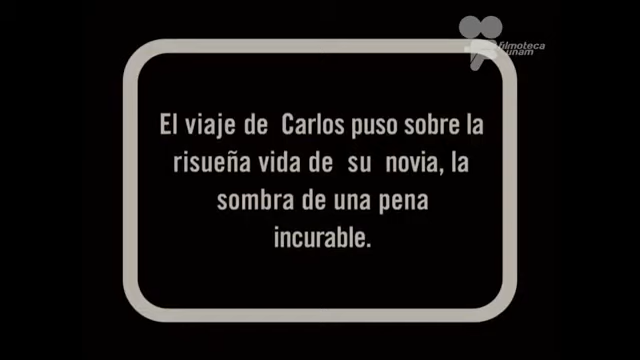 filmoteca
unam
El viaje de Carlos puso sobre la
risueña vida de su novia, la
sombra de una pena
incurable.